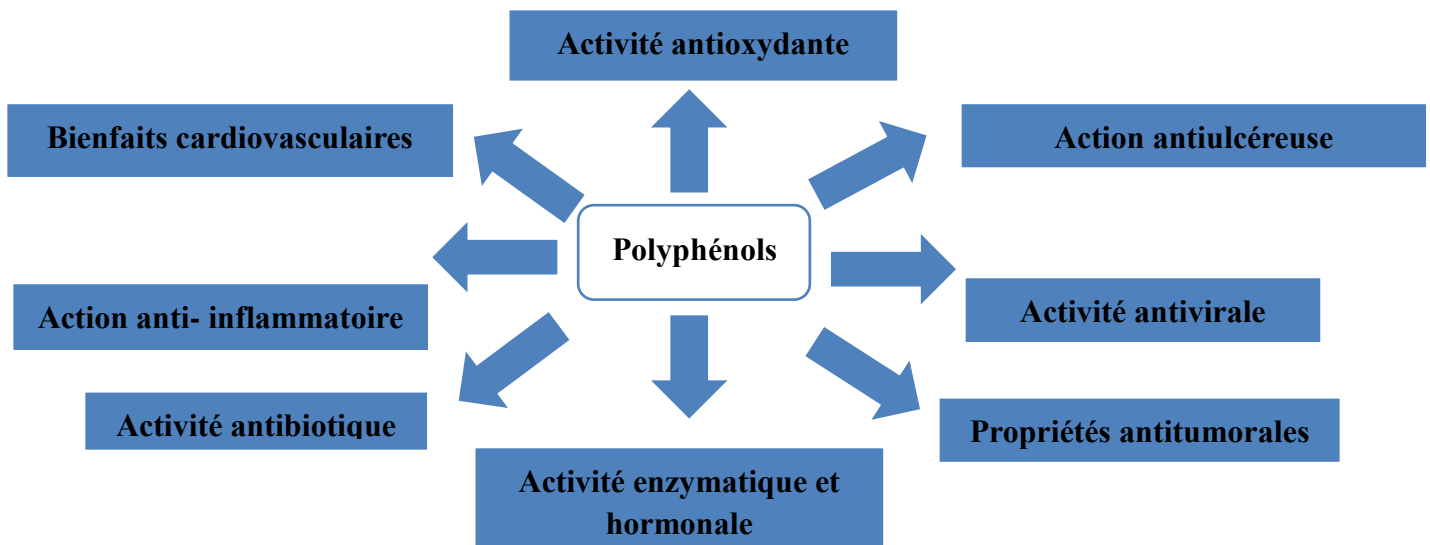 Activité antioxydante
Bienfaits cardiovasculaires
Action antiulcéreuse
Polyphénols
Action anti- inflammatoire
Activité antivirale
Activité antibiotique
Propriétés antitumorales
Activité enzymatique et
hormonale